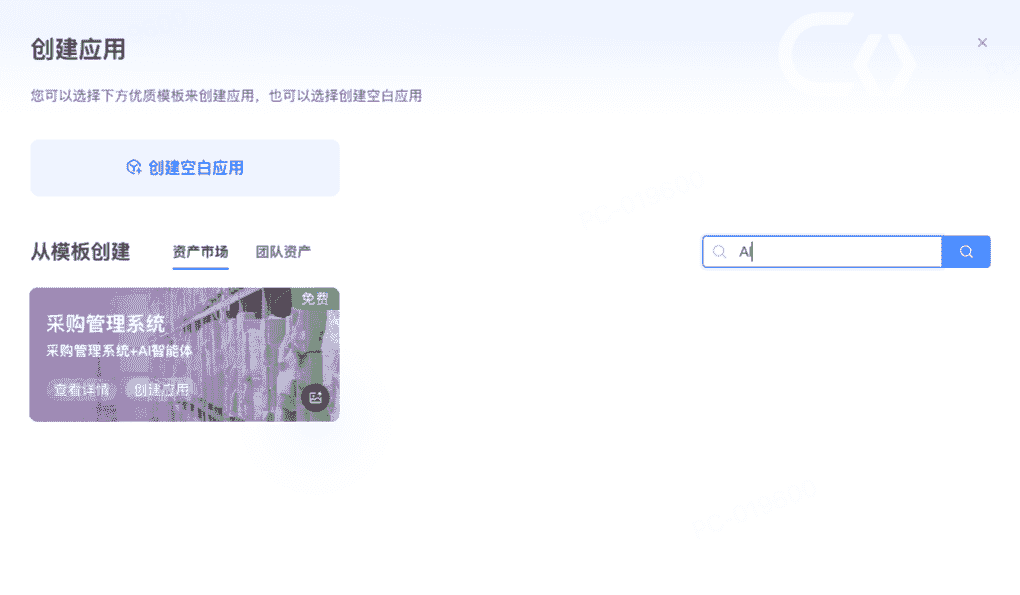 创建应用
您可以选择下方优质模板来创建应用，也可以选择创建空白应用
创建空白应用
从模板创建
资产市场
团队资产
AI
免费
采购管理系统
采购管理系统+AI智能体
查看详情
创建应用